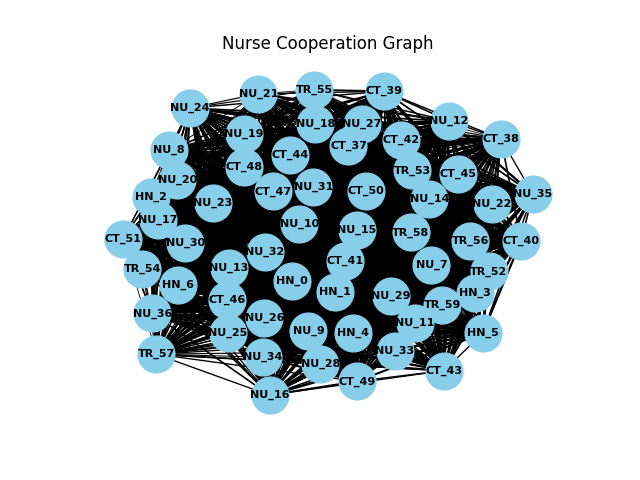 Nurse Cooperation Graph
TR_55
CT_39
NU_21
NU_24
NU_12
NU_18
NU_27
NU_19
CT_38
CT_42
CT_37
NU_8
CT_44
CT_48
TR_53
CT_45
NU_20
NU_31
CT_47
CT_50
NU_35
HN_2
NU_14
NU_23
NU_22
NU_17
NU_10
NU_15
TR_58
CT_51
NU_30
TR_56
CT_40
NU_32
CT_41
NU_7
NU_13
TR_54
TR_52
HN_0
HN_6
HN_1
HN_3
NU_29
CT_46
TR_59
NU_36
NU_26
NU_11
NU_25
NU_9
HN_4
HN_5
NU_33
TR_57
NU_34
NU_28
CT_43
CT_49
NU_16